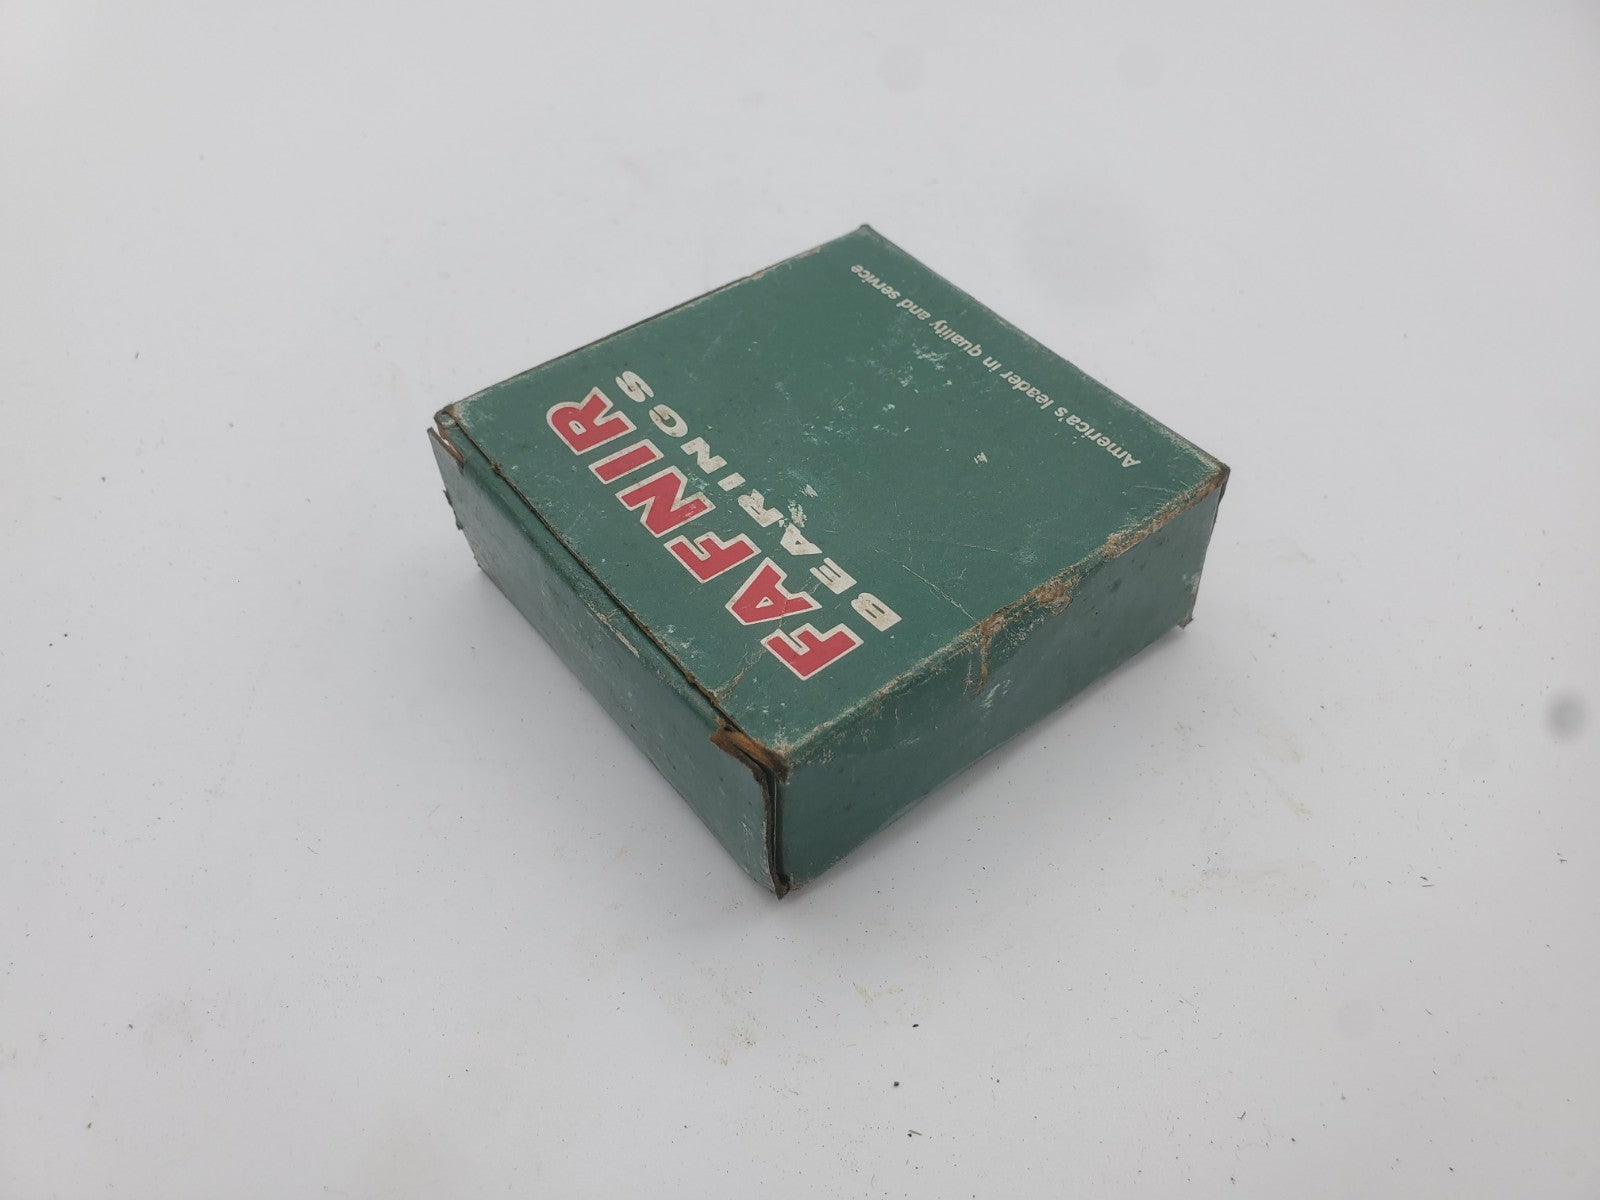 FAFNIR
BEARINGS
America's leader in quality and service